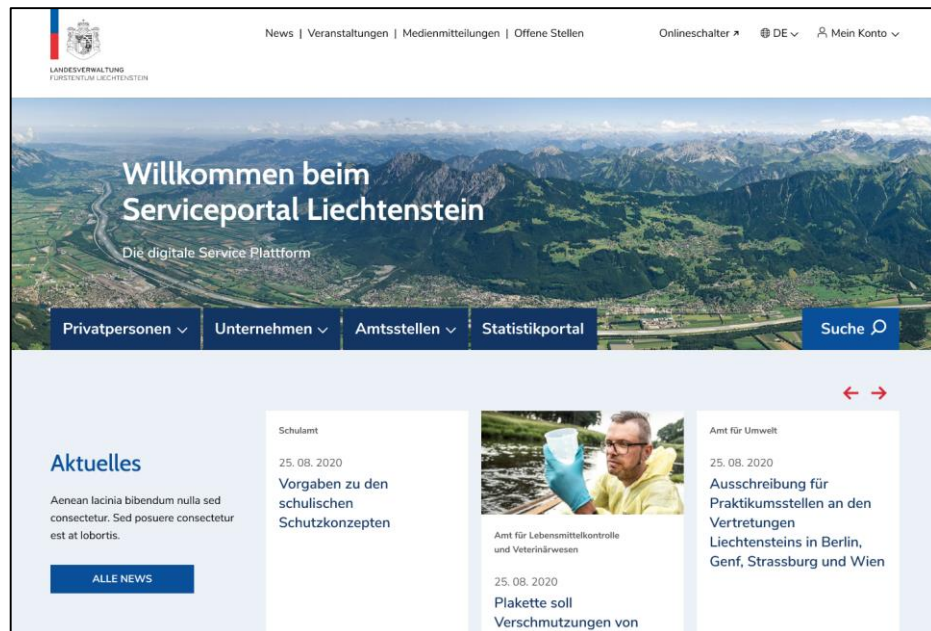 News | Veranstaltungen | Medienmitteilungen | Offene Stellen
Onlineschalter
DE
Mein Konto
LANDESVERWALTUNG
FÜRSTENTUM LIECHTENSTEIN
Willkommen beim
Serviceportal Liechtenstein
Die digitale Service Plattform
Privatpersonen
Unternehmen
Amtsstellen
Statistikportal
Suche
Aktuelles
Aenean lacinia bibendum nulla sed
consectetur. Sed posuere consectetur
est at lobortis.
ALLE NEWS
Schulamt
25. 08. 2020
Vorgaben zu den
schulischen
Schutzkonzepten
Amt für Lebensmittelkontrolle
und Veterinärwesen
25. 08. 2020
Plakette soll
Verschmutzungen von
Amt für Umwelt
25. 08. 2020
Ausschreibung für
Praktikumsstellen an den
Vertretungen
Liechtensteins in Berlin,
Genf, Strassburg und Wien